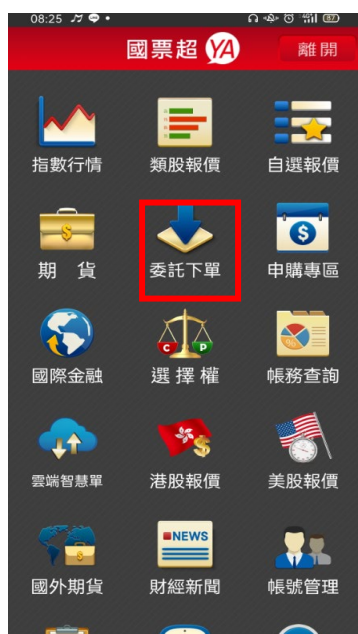 08:25
87
國票超 YA
離開
指數行情
類股報價
自選報價
$
$
期 貨
委託下單
申購專區
C P
國際金融
選擇權
帳務查詢
$
雲端智慧單
港股報價
美股報價
NEWS
國外期貨
財經新聞
帳號管理